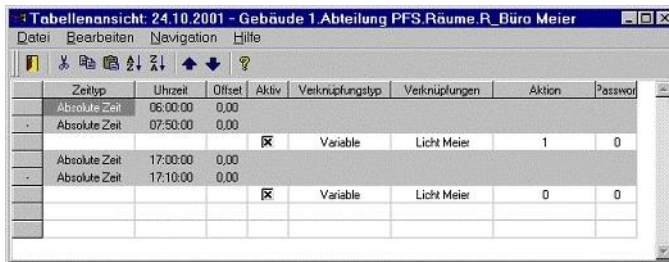 Tabellenansicht: 24.10.2001 - Gebäude 1.Abteilung PFS.Räume.R_Büro Meier
Datei Bearbeiten Navigation Hilfe
Zeittyp Uhrzeit Offset Aktiv Verknüpfungstyp Verknüpfungen Aktion Passwor
Absolute Zeit 06:00:00 0,00
Absolute Zeit 07:50:00 0,00
Variable Licht Meier 1 0
Absolute Zeit 17:00:00 0,00
Absolute Zeit 17:10:00 0,00
Variable Licht Meier 0 0